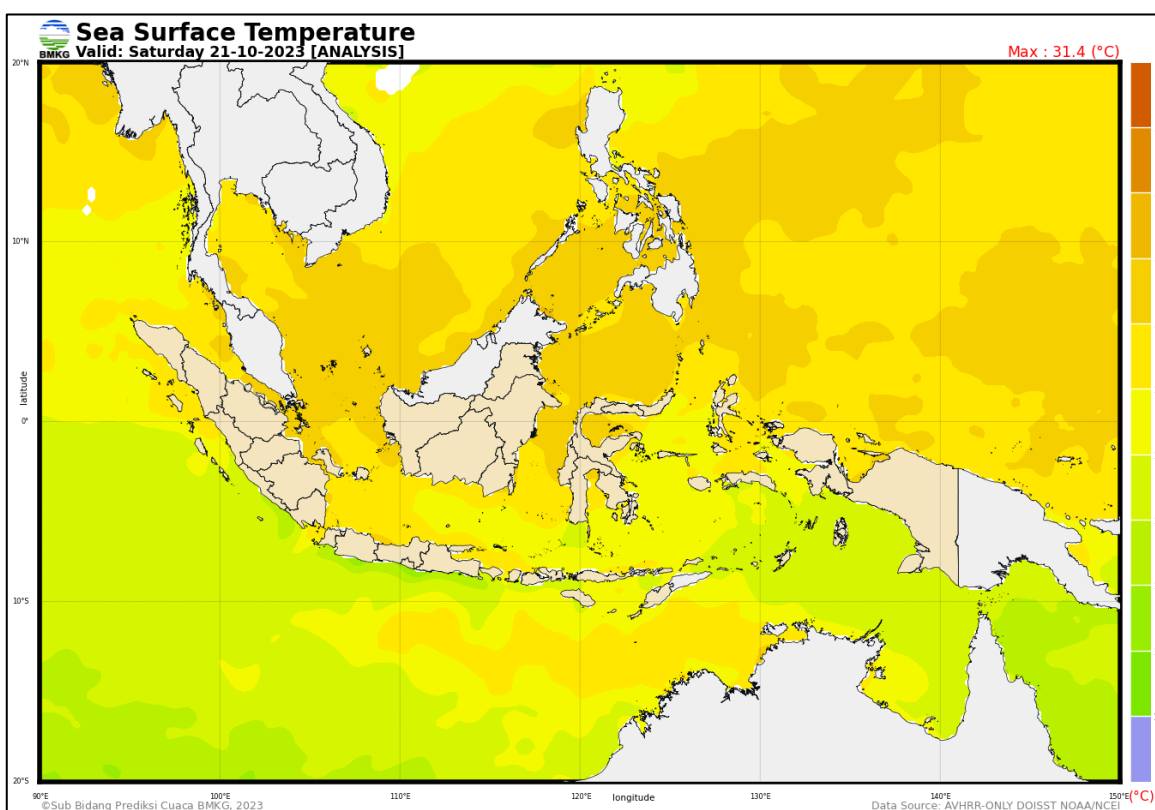 Sea Surface Temperature
BMKG
Valid: Saturday 21-10-2023 [ANALYSIS]
Max : 31.4 (°C)
20°N
10°N
latitude
0°
10°S
20°S
90°E
100°E
110°E
120°E
longitude
130°E
140°E
150°E
(°C)
©Sub Bidang Prediksi Cuaca BMKG, 2023
Data Source: AVHRR-ONLY DOISST NOAA/NCEI